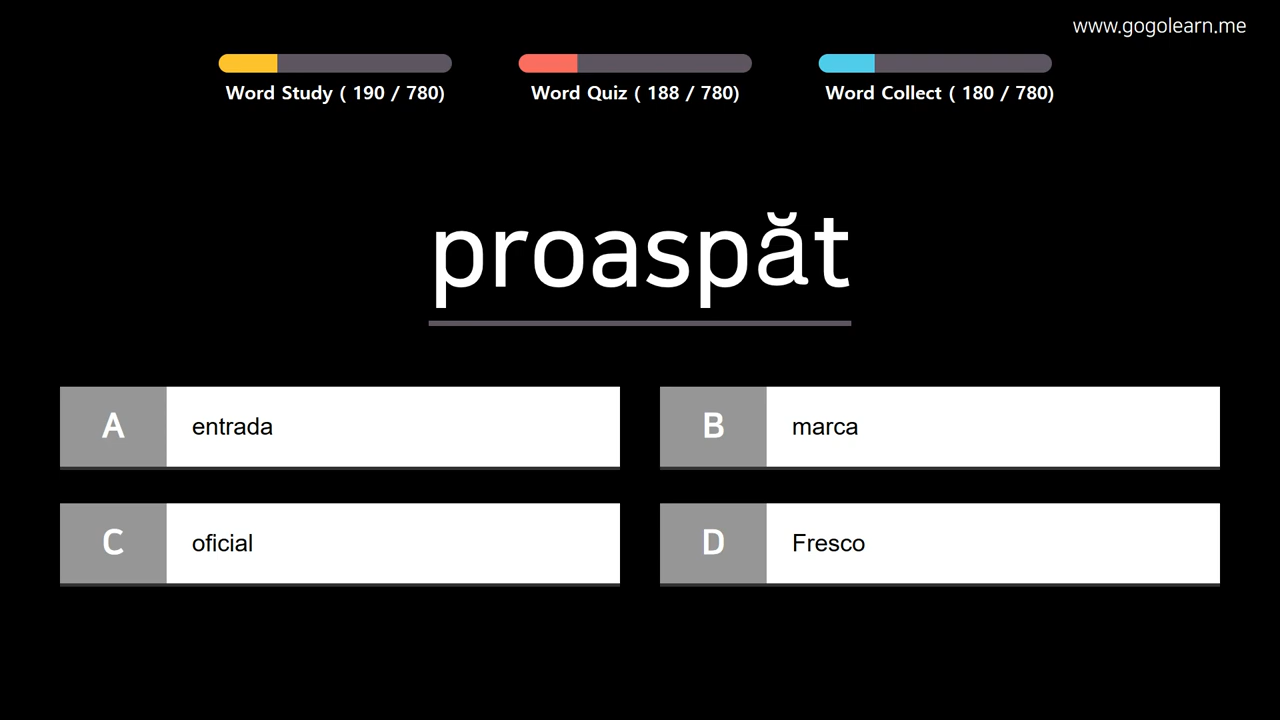 www.gogolearn.me
Word Study ( 190 / 780)
Word Quiz ( 188 / 780)
Word Collect ( 180 / 780)
proaspăt
A entrada
B marca
C oficial
D Fresco